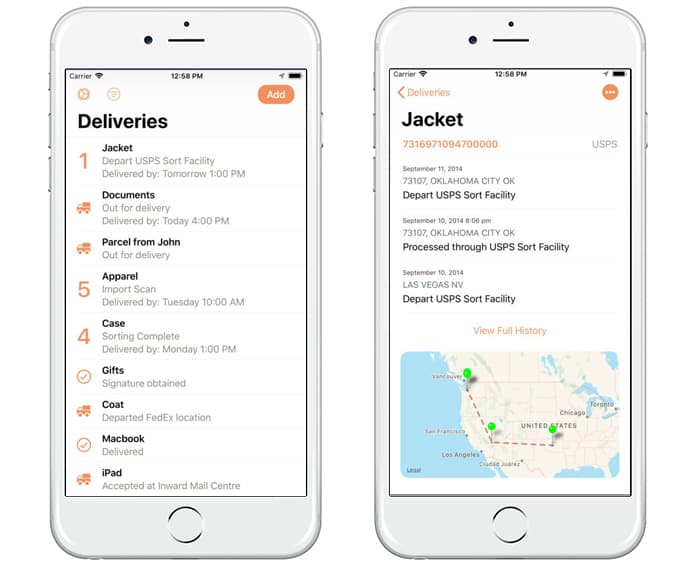 Carrier 12:58 PM
Add
Deliveries
1 Jacket
Depart USPS Sort Facility
Delivered by: Tomorrow 1:00 PM
Documents
Out for delivery
Delivered by: Today 4:00 PM
Parcel from John
Out for delivery
5 Apparel
Import Scan
Delivered by: Tuesday 10:00 AM
4 Case
Sorting Complete
Delivered by: Monday 1:00 PM
Gifts
Signature obtained
Coat
Departed FedEx location
Macbook
Delivered
iPad
Accepted at Inward Mail Centre
Carrier 12:58 PM
Deliveries
Jacket
7316971094700000 USPS
September 11, 2014
73107, OKLAHOMA CITY OK
Depart USPS Sort Facility
September 10, 2014 8:06 pm
73107, OKLAHOMA CITY OK
Processed through USPS Sort Facility
September 10, 2014
LAS VEGAS NV
Depart USPS Sort Facility
View Full History
Vancouver
Toronto
Chicago
UNITED STATES
San Francisco
Los Angeles
Ciudad Juárez
Legal